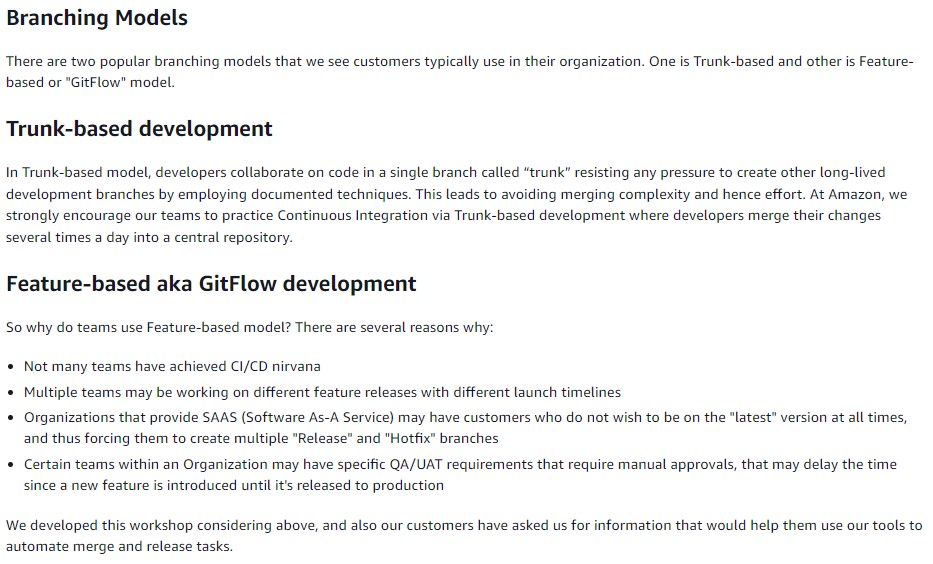 Branching Models
There are two popular branching models that we see customers typically use in their organization. One is Trunk-based and other is Feature-
based or "GitFlow" model.
Trunk-based development
In Trunk-based model, developers collaborate on code in a single branch called “trunk” resisting any pressure to create other long-lived
development branches by employing documented techniques. This leads to avoiding merging complexity and hence effort. At Amazon, we
strongly encourage our teams to practice Continuous Integration via Trunk-based development where developers merge their changes
several times a day into a central repository.
Feature-based aka GitFlow development
So why do teams use Feature-based model? There are several reasons why:
• Not many teams have achieved CI/CD nirvana
• Multiple teams may be working on different feature releases with different launch timelines
• Organizations that provide SAAS (Software As-A Service) may have customers who do not wish to be on the "latest" version at all times,
and thus forcing them to create multiple "Release" and "Hotfix" branches
• Certain teams within an Organization may have specific QA/UAT requirements that require manual approvals, that may delay the time
since a new feature is introduced until it's released to production
We developed this workshop considering above, and also our customers have asked us for information that would help them use our tools to
automate merge and release tasks.